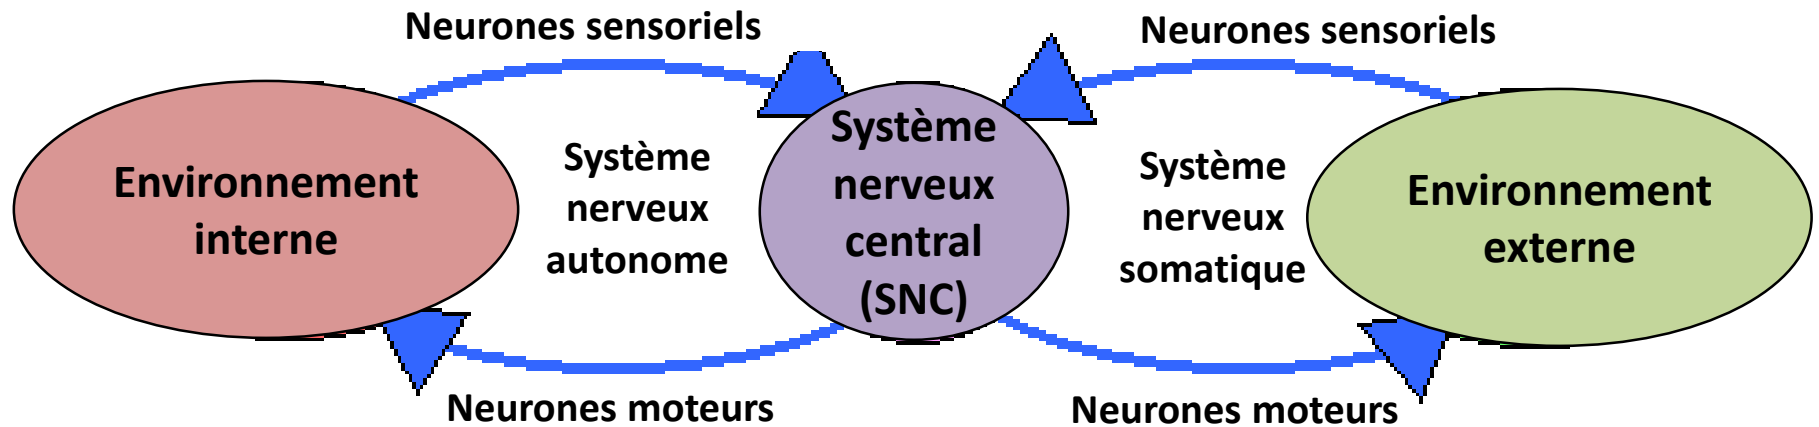 Neurones sensoriels
Neurones sensoriels
Environnement
interne
Système
nerveux
autonome
Système
nerveux
central
(SNC)
Système
nerveux
somatique
Environnement
externe
Neurones moteurs
Neurones moteurs